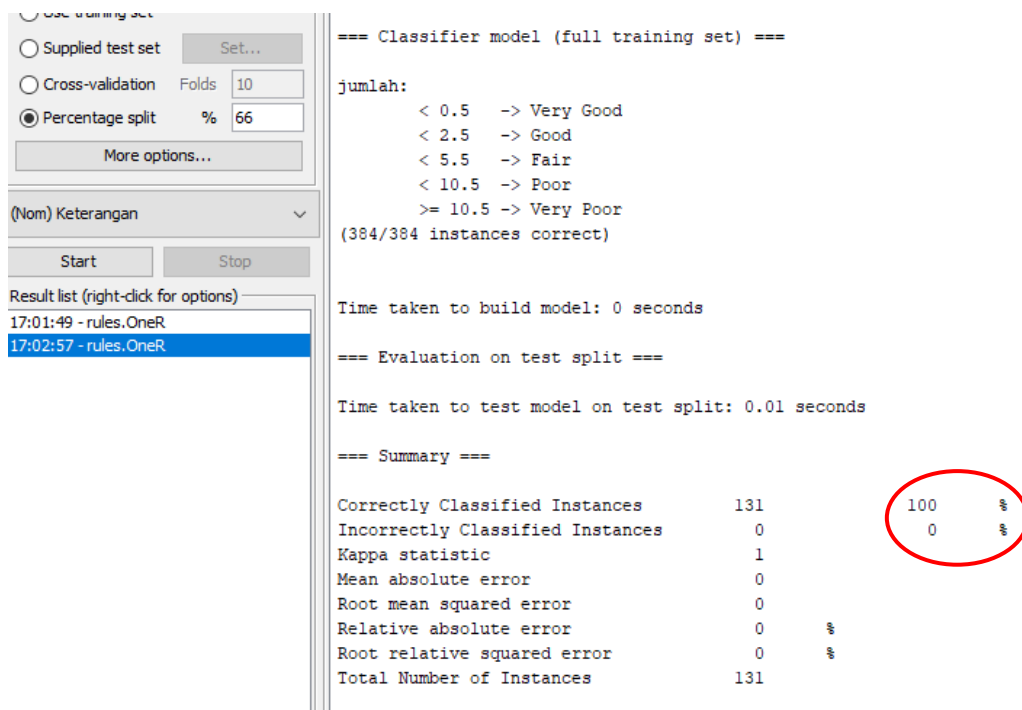 Use training set
Supplied test set Set...
Cross-validation Folds 10
Percentage split % 66
More options...
(Nom) Keterangan
Start Stop
Result list (right-click for options)
17:01:49 - rules.OneR
17:02:57 - rules.OneR
=== Classifier model (full training set) ===
jumlah:
< 0.5 -> Very Good
< 2.5 -> Good
< 5.5 -> Fair
< 10.5 -> Poor
>= 10.5 -> Very Poor
(384/384 instances correct)
Time taken to build model: 0 seconds
=== Evaluation on test split ===
Time taken to test model on test split: 0.01 seconds
=== Summary ===
Correctly Classified Instances 131 100 %
Incorrectly Classified Instances 0 0 %
Kappa statistic 1
Mean absolute error 0
Root mean squared error 0
Relative absolute error 0 %
Root relative squared error 0 %
Total Number of Instances 131